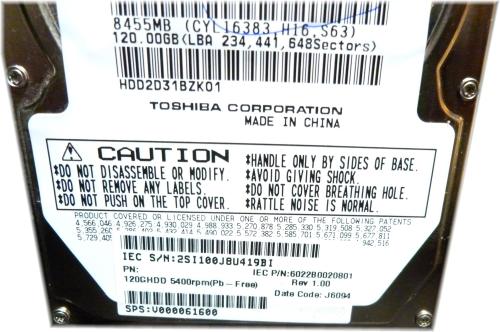 8455MB (CYL16383,H16,S63)
120.00GB(LBA 234,441,648Sectors)
HDD2D31BZK01
TOSHIBA CORPORATION
MADE IN CHINA
CAUTION
*DO NOT DISASSEMBLE OR MODIFY.
*DO NOT REMOVE ANY LABELS.
*DO NOT PUSH ON THE TOP COVER.
*HANDLE ONLY BY SIDES OF BASE.
*AVOID GIVING SHOCK.
*DO NOT COVER BREATHING HOLE.
*RATTLE NOISE IS NORMAL.
PRODUCT COVERED OR LICENSED UNDER ONE OR MORE OF THE FOLLOWING U.S. PATENTS
IEC S/N:2SI100JBU419BI
PN: IEC P/N:6022B0020801
120GHDD 5400rpm(Pb-Free) Rev 1.00
Date Code: J6094
SPS:V000061600